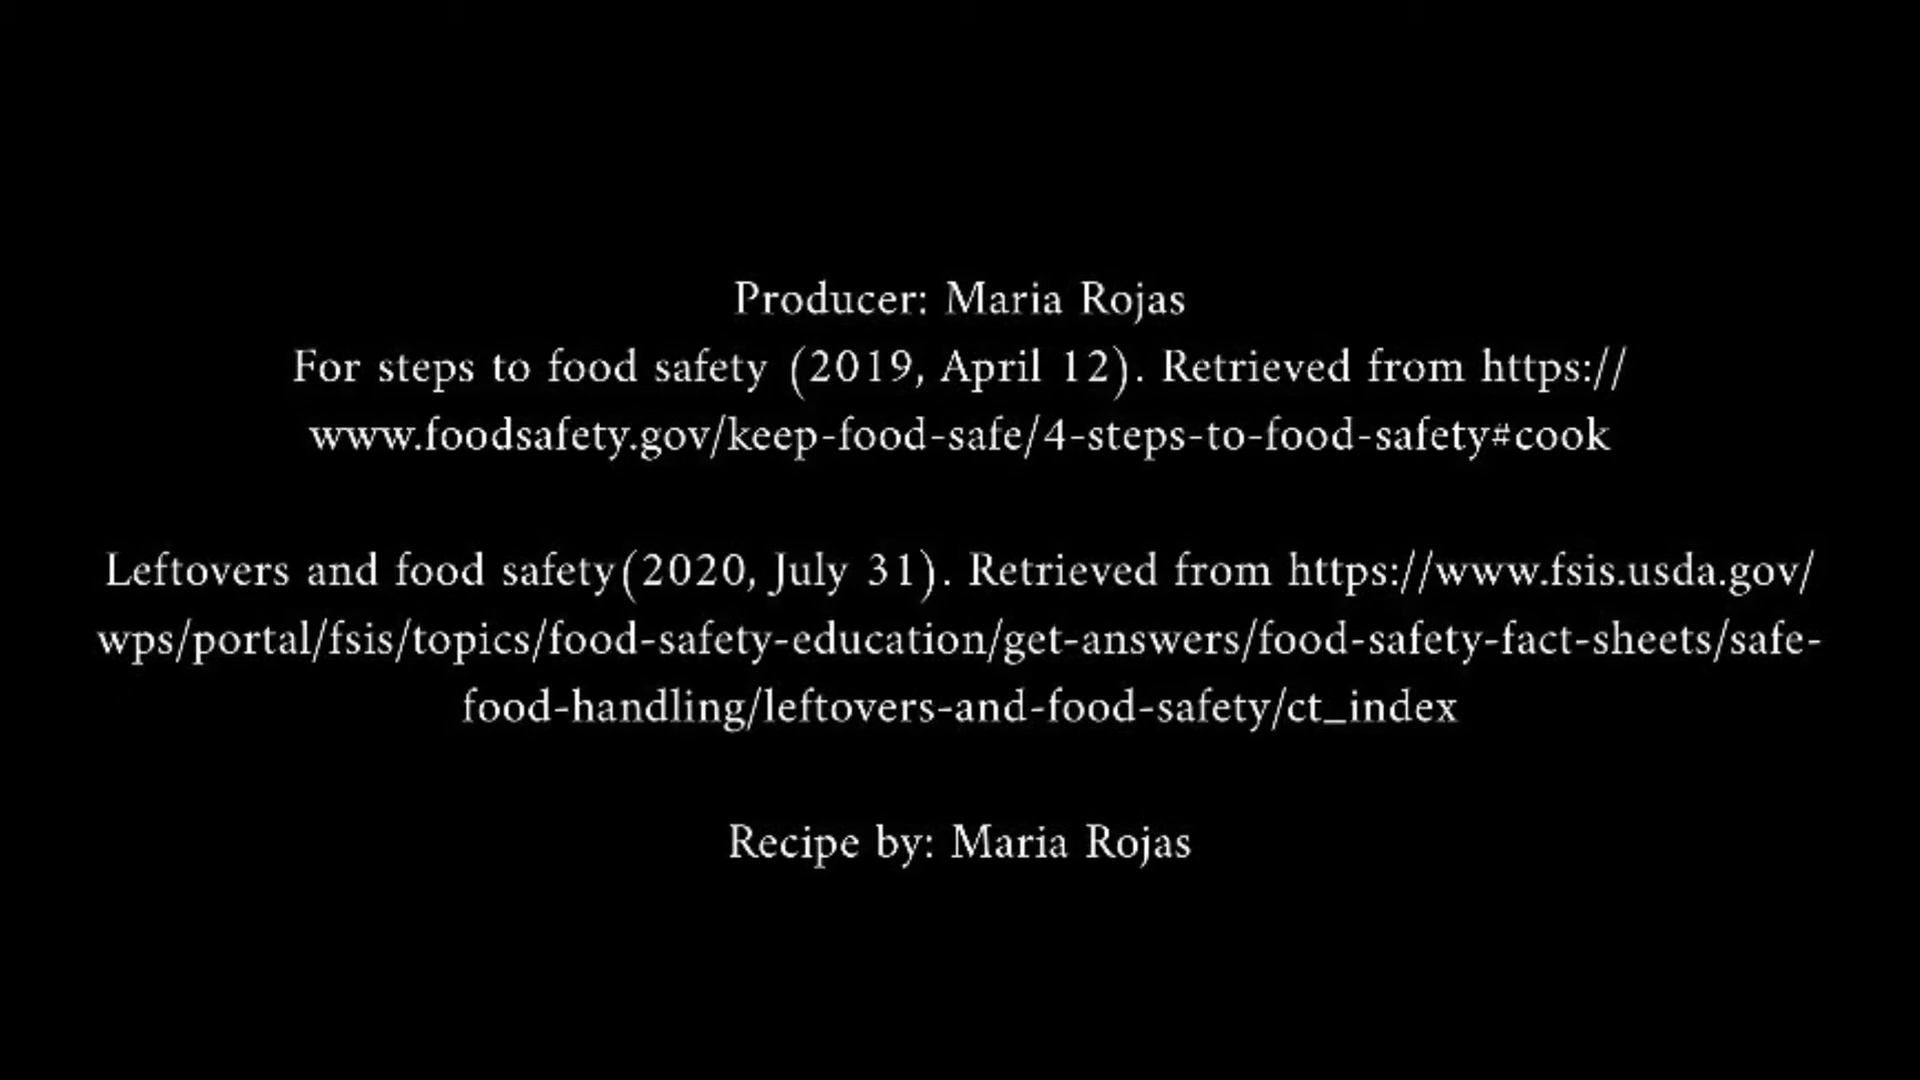 Producer: Maria Rojas
For steps to food safety (2019, April 12). Retrieved from https://
www.foodsafety.gov/keep-food-safe/4-steps-to-food-safety#cook
Leftovers and food safety(2020, July 31). Retrieved from https://www.fsis.usda.gov/
wps/portal/fsis/topics/food-safety-education/get-answers/food-safety-fact-sheets/safe-
food-handling/leftovers-and-food-safety/ct_index
Recipe by: Maria Rojas